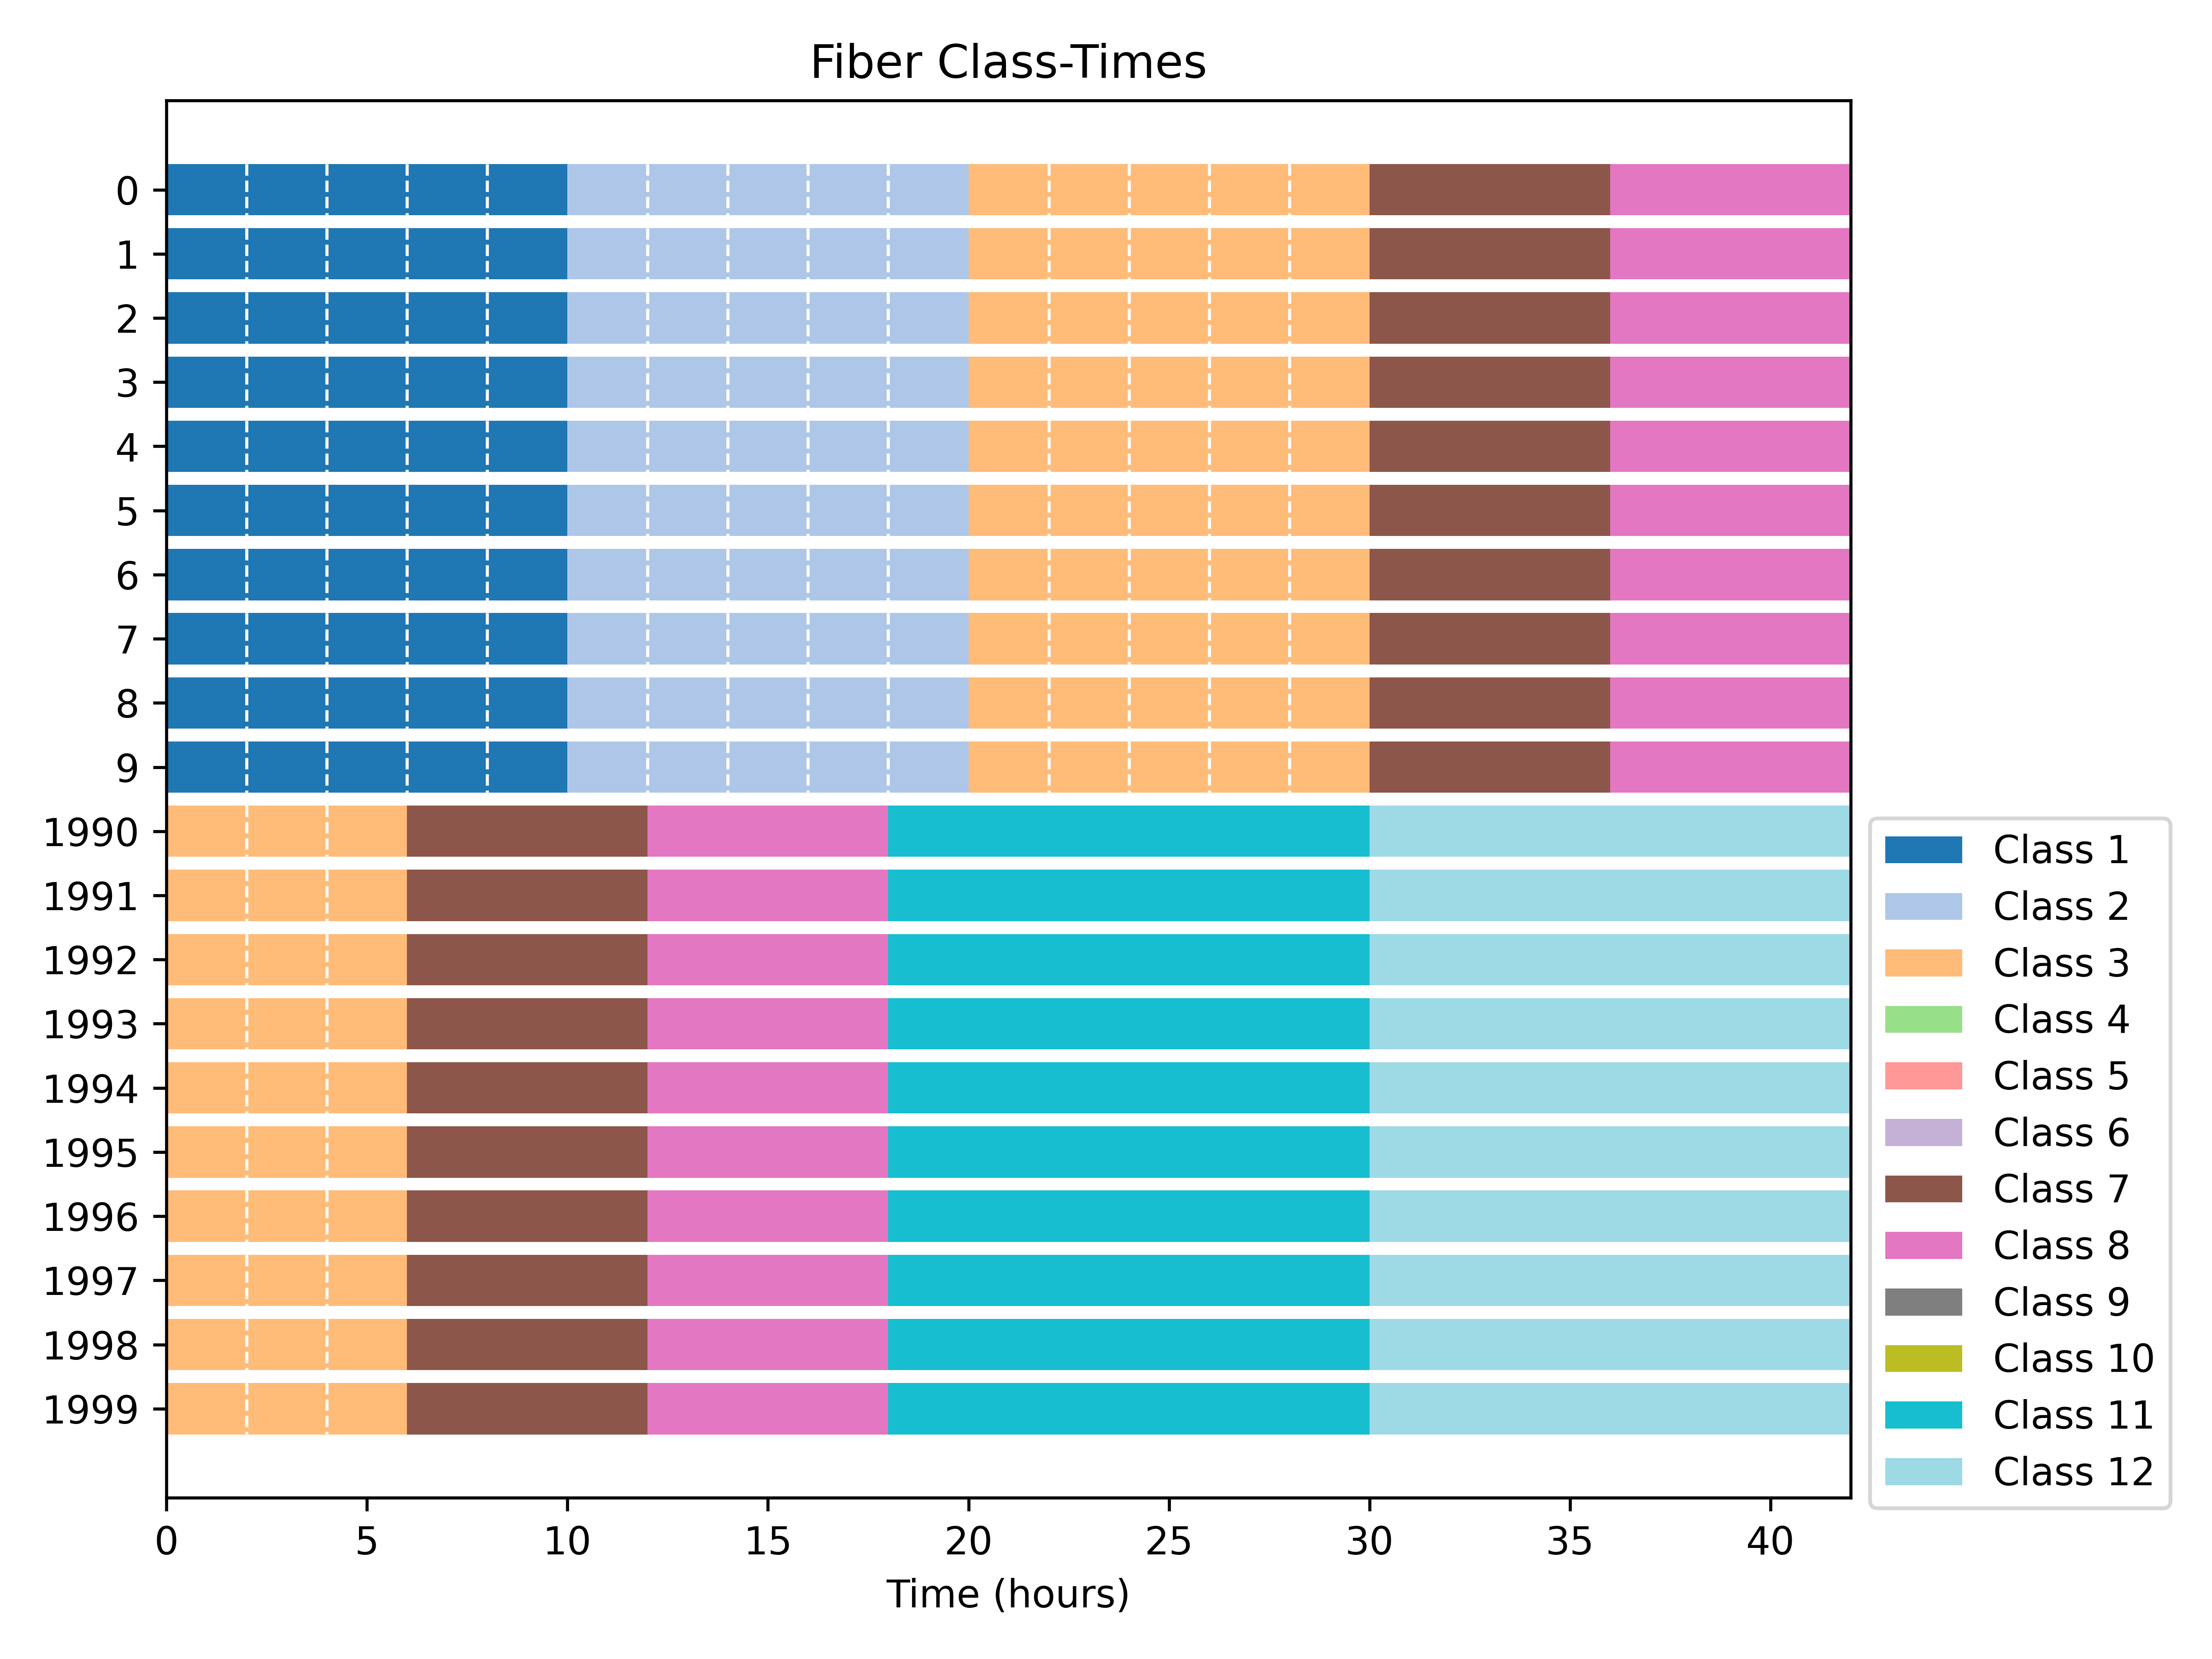 Fiber Class-Times
0
1
2
3
4
5
6
7
8
9
1990
1991
1992
1993
1994
1995
1996
1997
1998
1999
0 5 10 15 20 25 30 35 40
Time (hours)
Class 1
Class 2
Class 3
Class 4
Class 5
Class 6
Class 7
Class 8
Class 9
Class 10
Class 11
Class 12